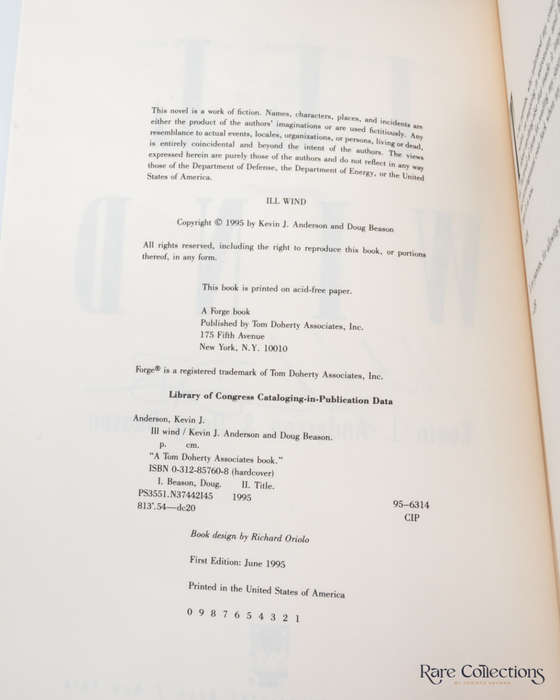 This novel is a work of fiction. Names, characters, places, and incidents are
either the product of the authors' imaginations or are used fictitiously. Any
resemblance to actual events, locales, organizations, or persons, living or dead,
is entirely coincidental and beyond the intent of the authors. The views
expressed herein are purely those of the authors and do not reflect in any way
those of the Department of Defense, the Department of Energy, or the United
States of America.
ILL WIND
Copyright © 1995 by Kevin J. Anderson and Doug Beason
All rights reserved, including the right to reproduce this book, or portions
thereof, in any form.
This book is printed on acid-free paper.
A Forge book
Published by Tom Doherty Associates, Inc.
175 Fifth Avenue
New York, N.Y. 10010
Forge® is a registered trademark of Tom Doherty Associates, Inc.
Library of Congress Cataloging-in-Publication Data
Anderson, Kevin J.
Ill wind / Kevin J. Anderson and Doug Beason.
p. cm.
"A Tom Doherty Associates book."
ISBN 0-312-85760-8 (hardcover)
I. Beason, Doug. II. Title.
PS3551.N37442I45 1995
813'.54—dc20
95-6314
CIP
Book design by Richard Oriolo
First Edition: June 1995
Printed in the United States of America
0 9 8 7 6 5 4 3 2 1
Rare Collections